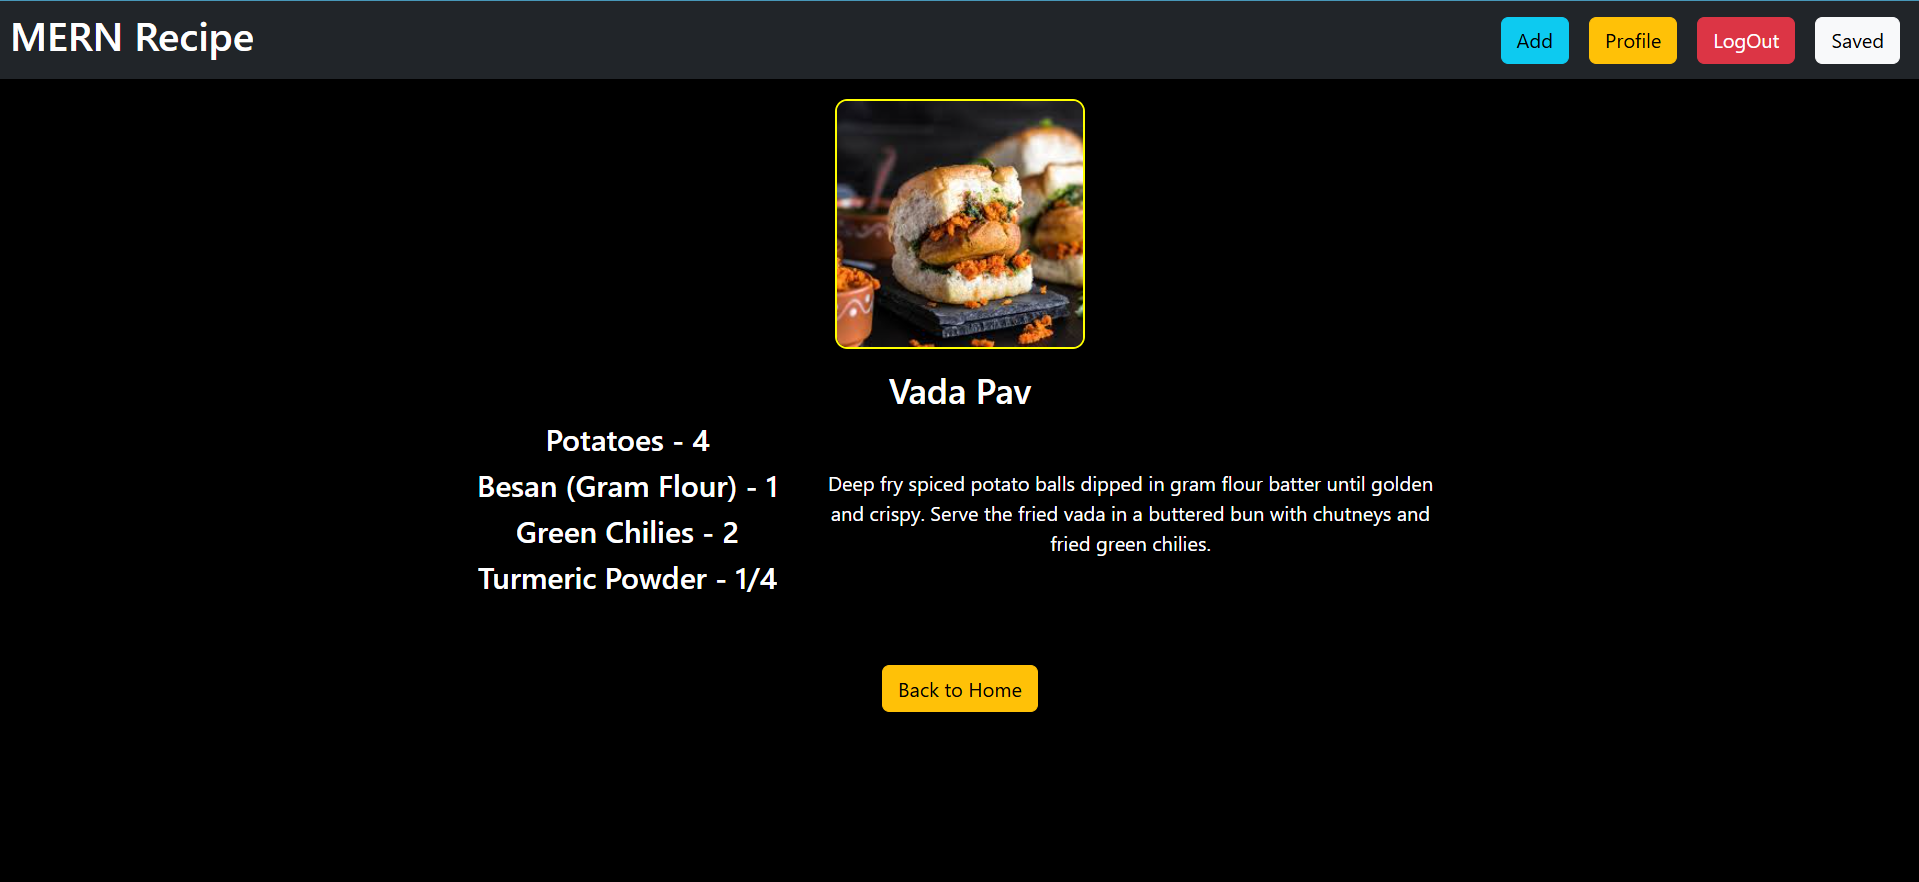 MERN Recipe
Add
Profile
LogOut
Saved
Vada Pav
Potatoes - 4
Besan (Gram Flour) - 1
Green Chilies - 2
Turmeric Powder - 1/4
Deep fry spiced potato balls dipped in gram flour batter until golden
and crispy. Serve the fried vada in a buttered bun with chutneys and
fried green chilies.
Back to Home